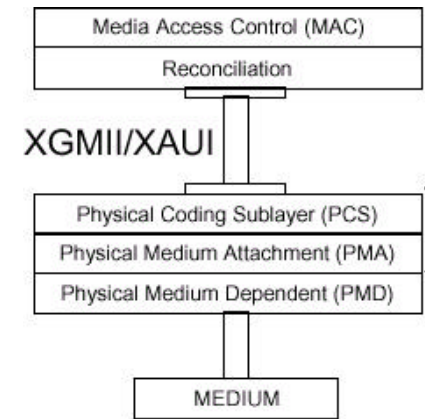 Media Access Control (MAC)
Reconciliation
XGMII/XAUI
Physical Coding Sublayer (PCS)
Physical Medium Attachment (PMA)
Physical Medium Dependent (PMD)
MEDIUM